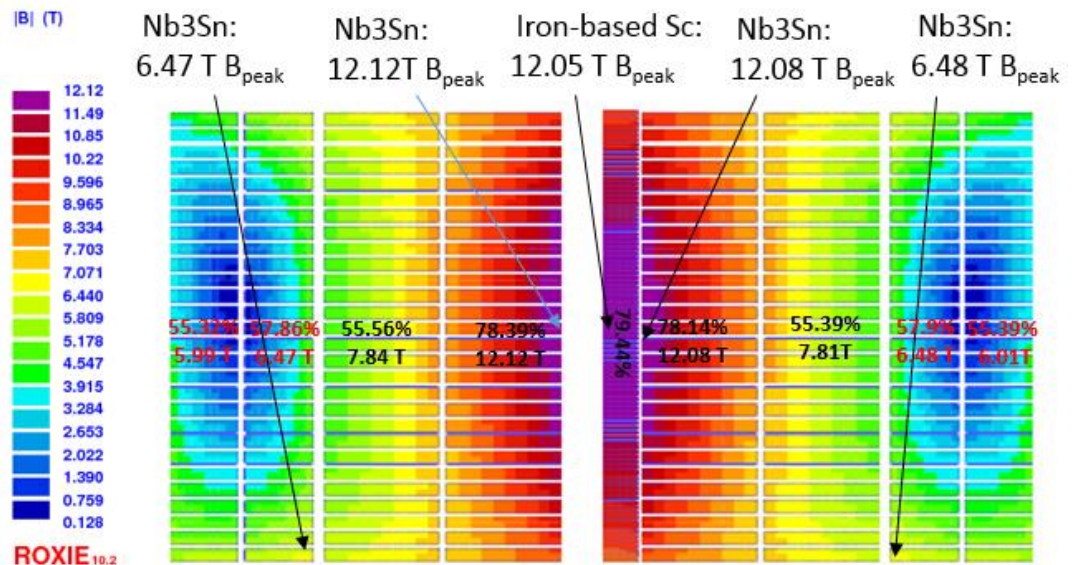 |B| (T)
Nb3Sn:
6.47 T Bpeak
Nb3Sn:
12.12T Bpeak
Iron-based Sc:
12.05 T Bpeak
Nb3Sn:
12.08 T Bpeak
Nb3Sn:
6.48 T Bpeak
12.12
11.49
10.85
10.22
9.596
8.965
8.334
7.703
7.071
6.440
5.809
5.178
4.547
3.915
3.284
2.653
2.022
1.390
0.759
0.128
55.32% 57.86% 55.56% 78.39% 79.44% 78.14% 55.39% 57.9% 55.39%
5.99 T 6.47 T 7.84 T 12.12 T 12.08 T 7.81T 6.48 T 6.01T
ROXIE 10.2